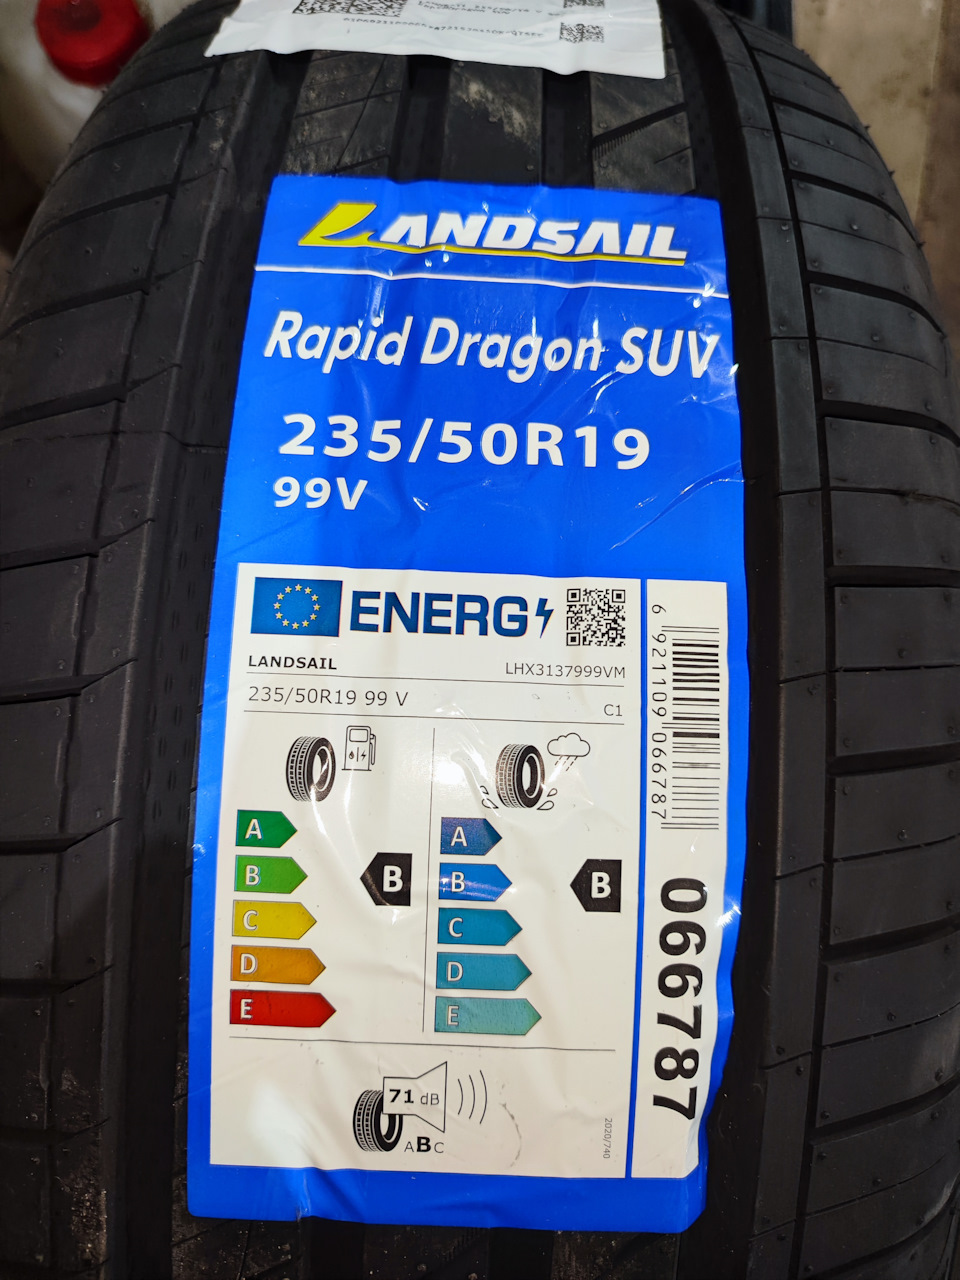 LANDSAIL
Rapid Dragon SUV
235/50R19
99V
ENERG
LANDSAIL
LHX3137999VM
235/50R19 99 V
C1
A
B
C
D
E
B
A
B
C
D
E
B
71 dB
ABC
2020/740
6 921109 066787
066787